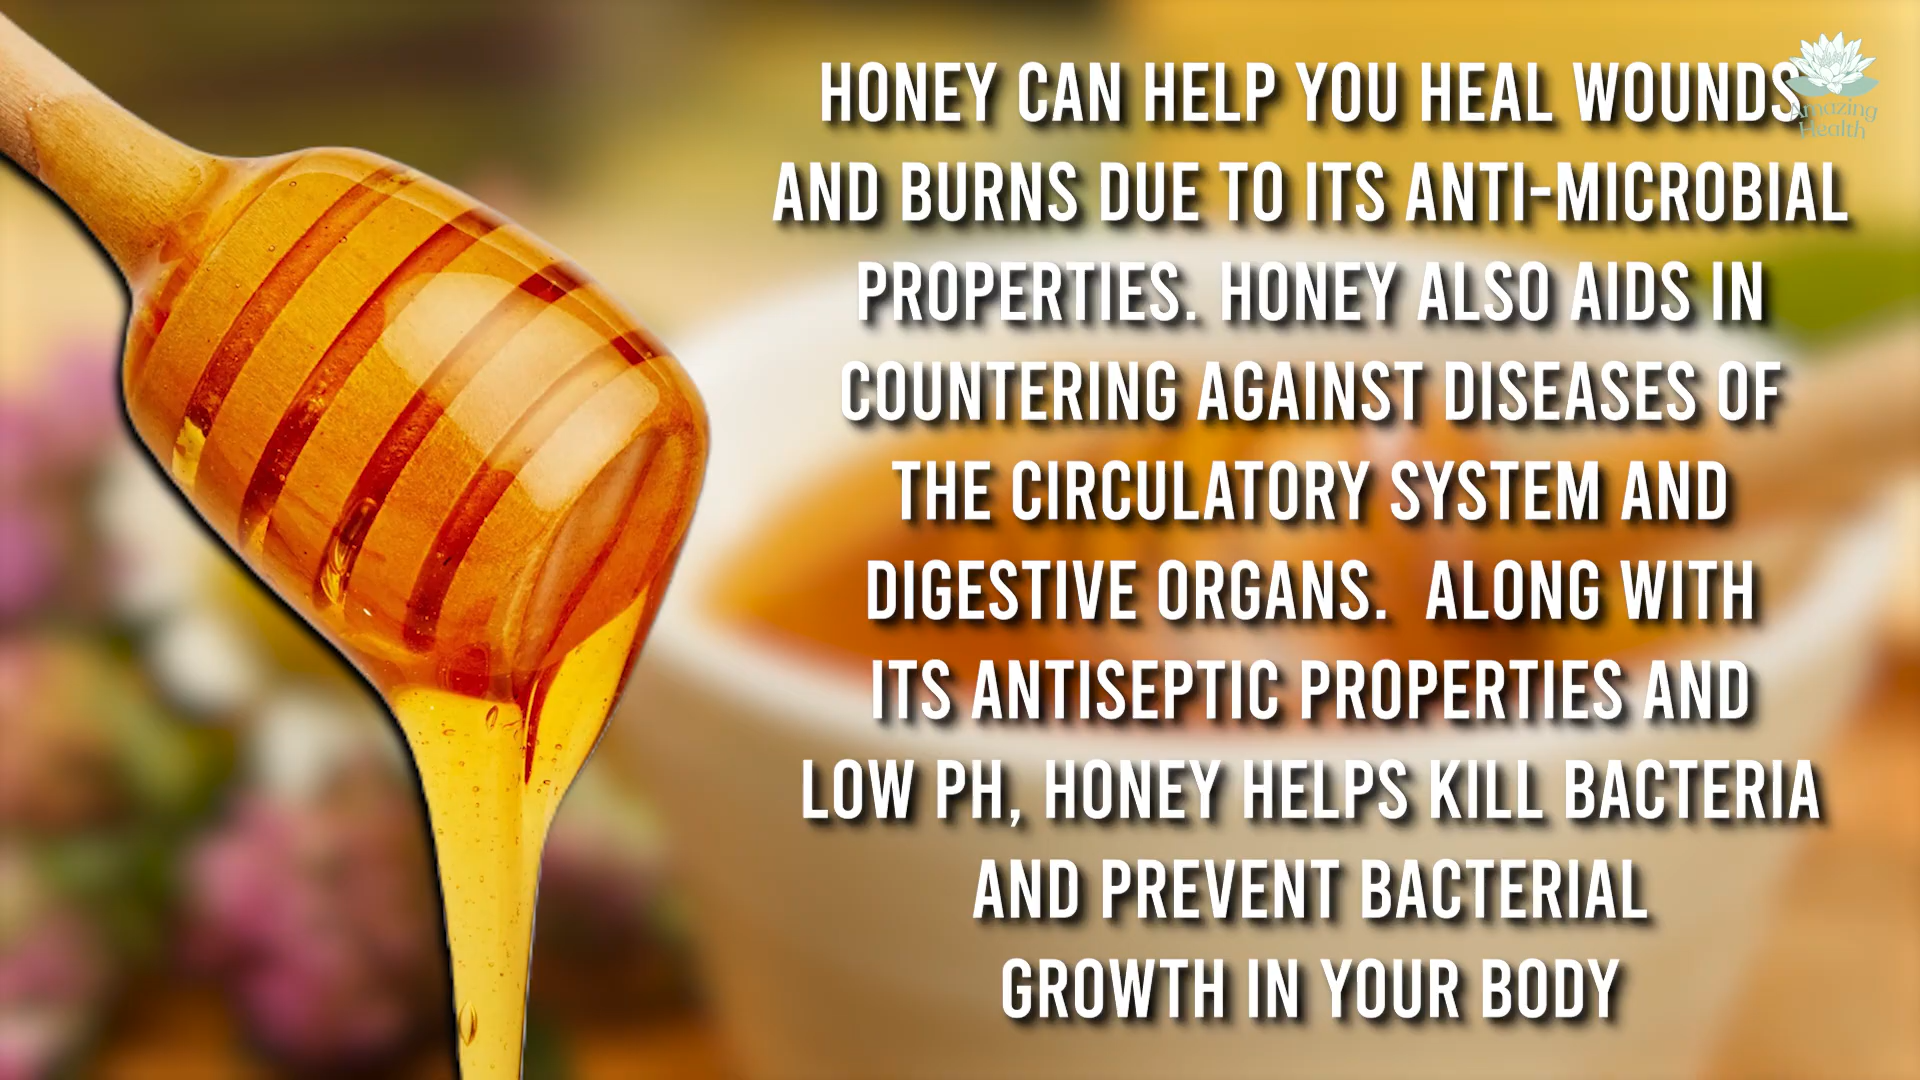 HONEY CAN HELP YOU HEAL WOUNDS
AND BURNS DUE TO ITS ANTI-MICROBIAL
PROPERTIES. HONEY ALSO AIDS IN
COUNTERING AGAINST DISEASES OF
THE CIRCULATORY SYSTEM AND
DIGESTIVE ORGANS. ALONG WITH
ITS ANTISEPTIC PROPERTIES AND
LOW PH, HONEY HELPS KILL BACTERIA
AND PREVENT BACTERIAL
GROWTH IN YOUR BODY
Amazing
Health